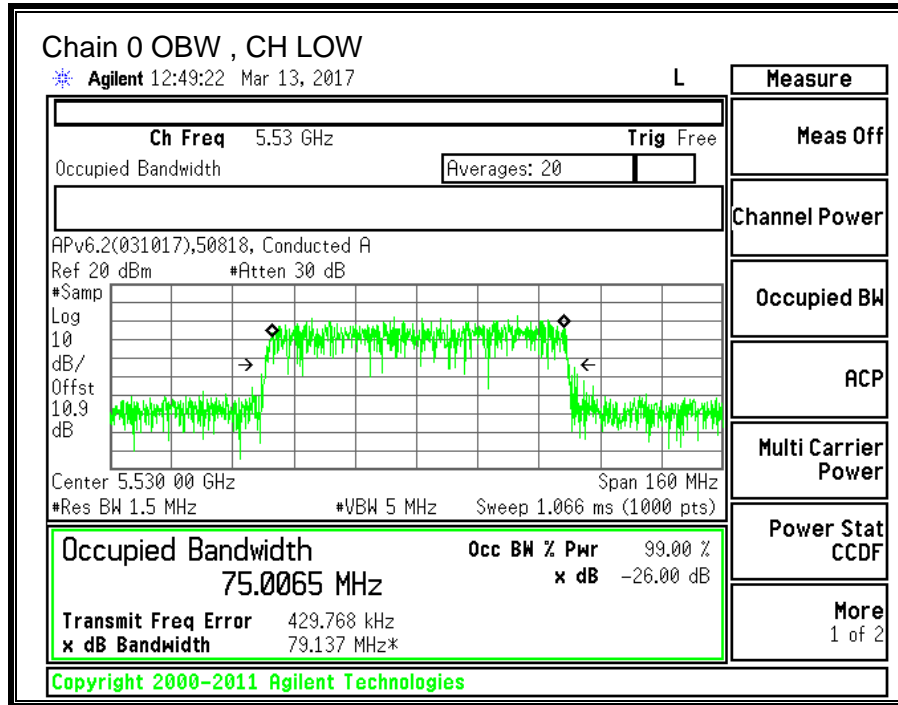 Chain 0 OBW , CH LOW
Agilent 12:49:22 Mar 13, 2017 L
Ch Freq 5.53 GHz Trig Free
Occupied Bandwidth Averages: 20
APv6.2(031017),50818, Conducted A
Ref 20 dBm #Atten 30 dB
#Samp
Log
10
dB/
Offst
10.9
dB
Center 5.530 00 GHz Span 160 MHz
#Res BW 1.5 MHz #VBW 5 MHz Sweep 1.066 ms (1000 pts)
Occupied Bandwidth Occ BW % Pwr 99.00 %
75.0065 MHz x dB -26.00 dB
Transmit Freq Error 429.768 kHz
x dB Bandwidth 79.137 MHz*
Copyright 2000-2011 Agilent Technologies
Measure
Meas Off
Channel Power
Occupied BW
ACP
Multi Carrier
Power
Power Stat
CCDF
More
1 of 2